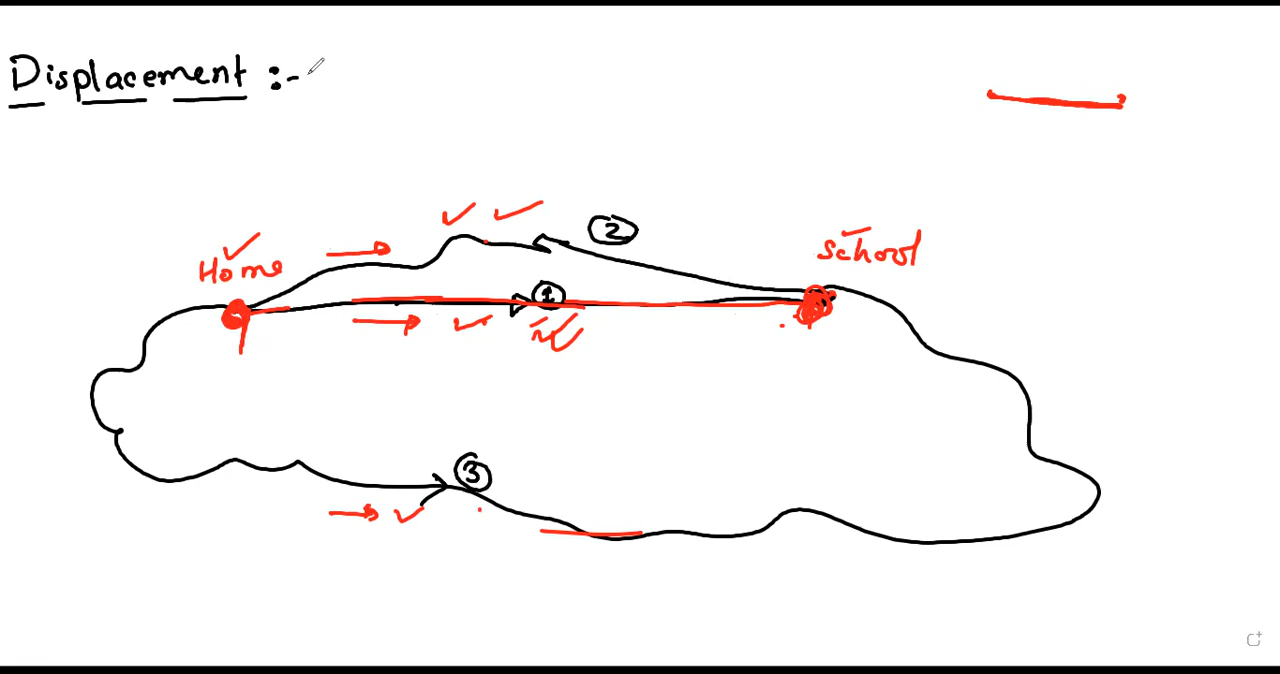 Displacement :-
②
School
Home
①
③